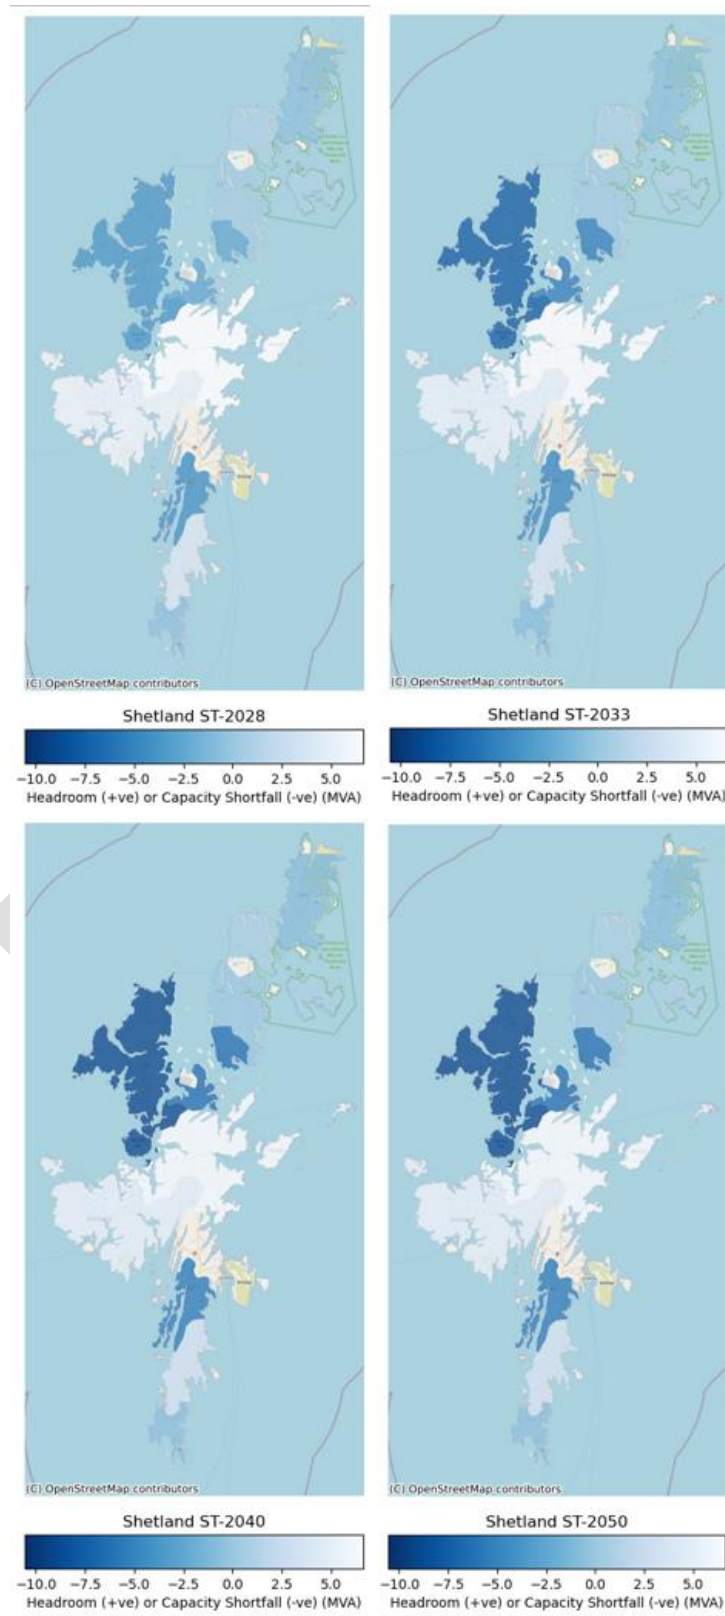 (C) OpenStreetMap contributors
Shetland ST-2028
−10.0 −7.5 −5.0 −2.5 0.0 2.5 5.0
Headroom (+ve) or Capacity Shortfall (-ve) (MVA)
(C) OpenStreetMap contributors
Shetland ST-2033
−10.0 −7.5 −5.0 −2.5 0.0 2.5 5.0
Headroom (+ve) or Capacity Shortfall (-ve) (MVA)
(C) OpenStreetMap contributors
Shetland ST-2040
−10.0 −7.5 −5.0 −2.5 0.0 2.5 5.0
Headroom (+ve) or Capacity Shortfall (-ve) (MVA)
(C) OpenStreetMap contributors
Shetland ST-2050
−10.0 −7.5 −5.0 −2.5 0.0 2.5 5.0
Headroom (+ve) or Capacity Shortfall (-ve) (MVA)